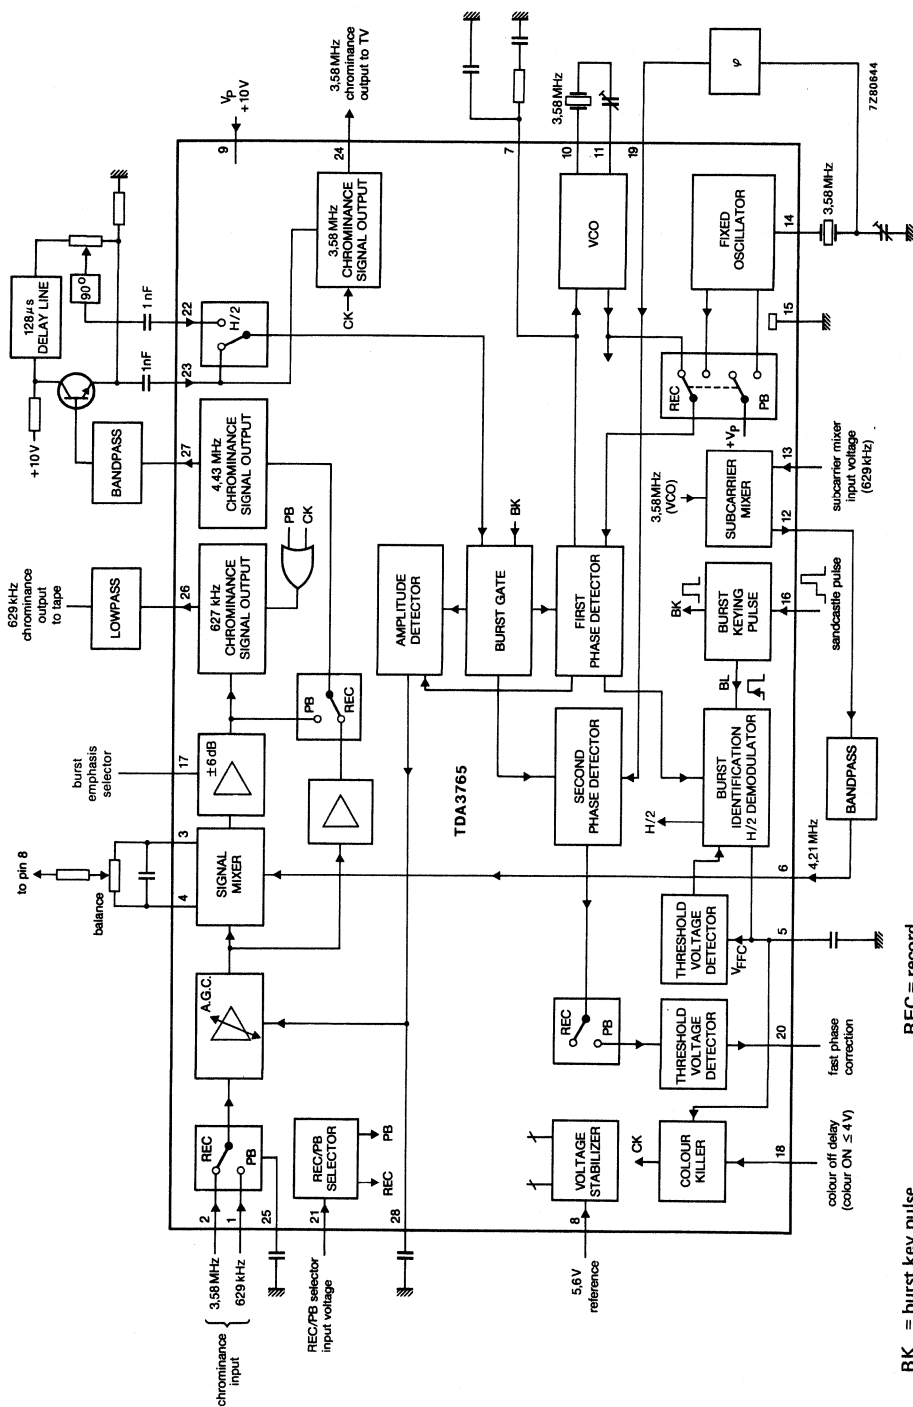 3,58 MHz
chrominance
output to TV
VP
+10 V
9
24
7
3,58 MHz
10
11
19
φ
7Z80644
128 µs
DELAY LINE
90°
1 nF
1nF
22
23
H/2
3,58 MHz
CHROMINANCE
SIGNAL OUTPUT
CK
VCO
FIXED
OSCILLATOR
14
3,58 MHz
15
+10 V
BANDPASS
27
4,43 MHz
CHROMINANCE
SIGNAL OUTPUT
PB
CK
REC
PB
+VP
629 kHz
chrominance
output
to tape
LOWPASS
26
627 kHz
CHROMINANCE
SIGNAL OUTPUT
AMPLITUDE
DETECTOR
BURST GATE
BK
FIRST
PHASE DETECTOR
3,58MHz
(VCO)
SUBCARRIER
MIXER
13
12
subcarrier mixer
input voltage
(629 kHz)
BK
BURST
KEYING
PULSE
16
sandcastle pulse
BL
PB
REC
burst
emphasis
selector
17
±6 dB
TDA3765
SECOND
PHASE DETECTOR
H/2
BURST
IDENTIFICATION
H/2 DEMODULATOR
BANDPASS
to pin 8
balance
3
4
SIGNAL
MIXER
6
4,21 MHz
THRESHOLD
VOLTAGE
DETECTOR
VFFC
5
A.G.C.
REC
PB
THRESHOLD
VOLTAGE
DETECTOR
20
fast phase
correction
REC
PB
2
1
25
3,58 MHz
629 kHz
chrominance
input
REC/PB
SELECTOR
PB
REC
21
28
REC/PB selector
input voltage
VOLTAGE
STABILIZER
8
5,6 V
reference
CK
COLOUR
KILLER
18
colour off delay
(colour ON ≤ 4 V)
BK = burst key pulse
REC = record